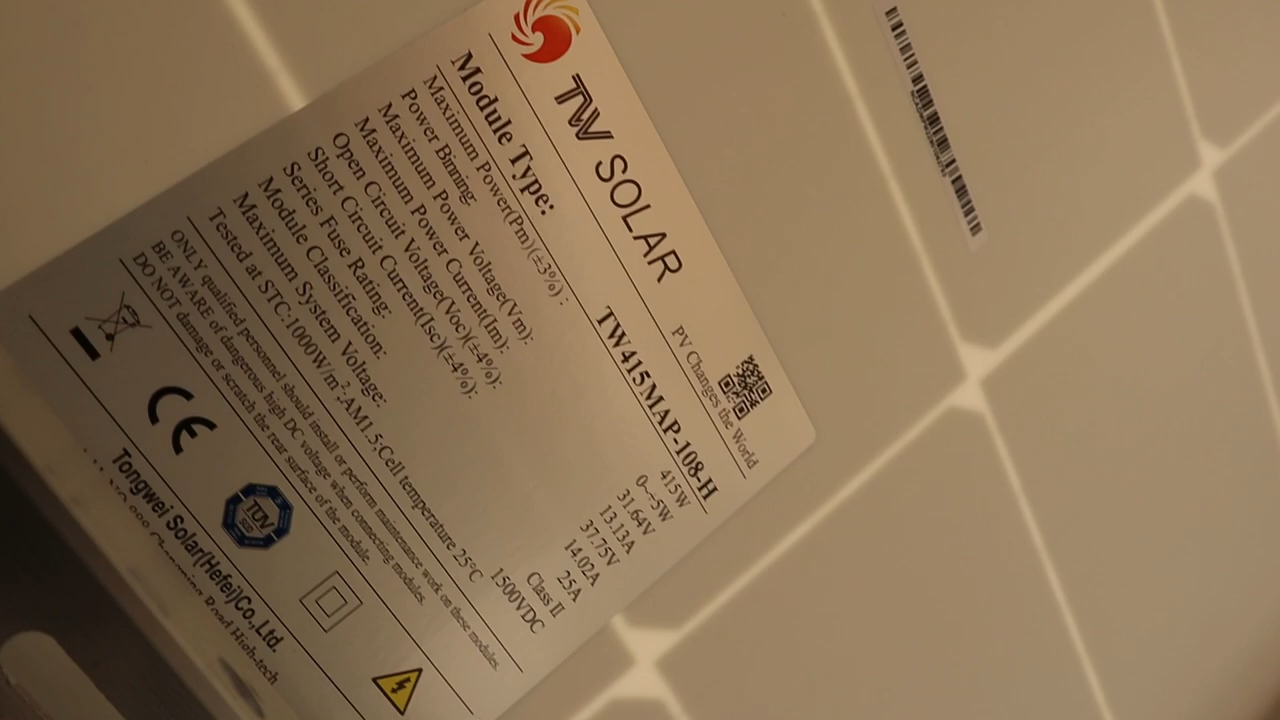 TW SOLAR
PV Changes the World
Module Type: TW415MAP-108-H
Maximum Power(Pm)(±3%): 415W
Power Binning: 0~~5W
Maximum Power Voltage(Vm): 31.64V
Maximum Power Current(Im): 13.13A
Open Circuit Voltage(Voc)(±4%): 37.75V
Short Circuit Current(Isc)(±4%): 14.02A
Series Fuse Rating: 25A
Module Classification: Class II
Maximum System Voltage: 1500VDC
Tested at STC:1000W/m²;AM1.5;Cell temperature 25°C
ONLY qualified personnel should install or perform maintenance work on these modules.
BE AWARE of dangerous high DC voltage when connecting modules.
DO NOT damage or scratch the rear surface of the module.
CE
TÜV
SÜD
Tongwei Solar(Hefei)Co.,Ltd.
Road High-tech